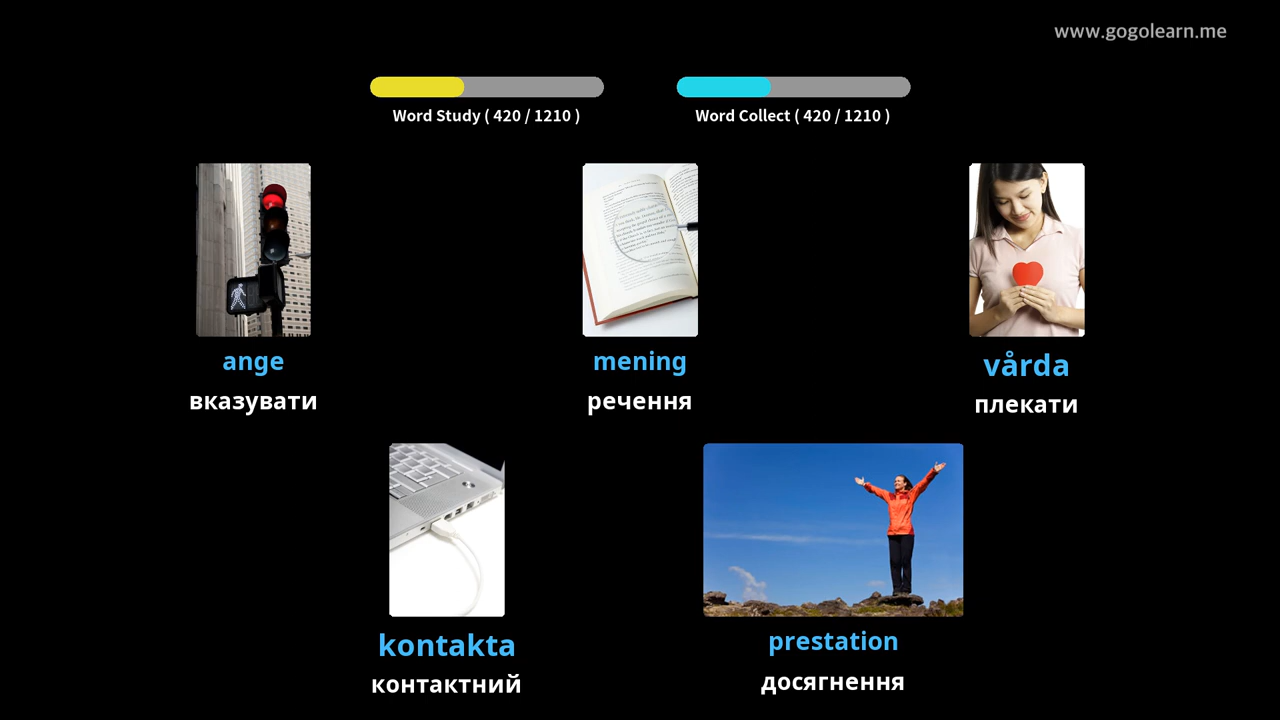 www.gogolearn.me
Word Study ( 420 / 1210 )
Word Collect ( 420 / 1210 )
ange
вказувати
mening
речення
vårda
плекати
kontakta
контактний
prestation
досягнення